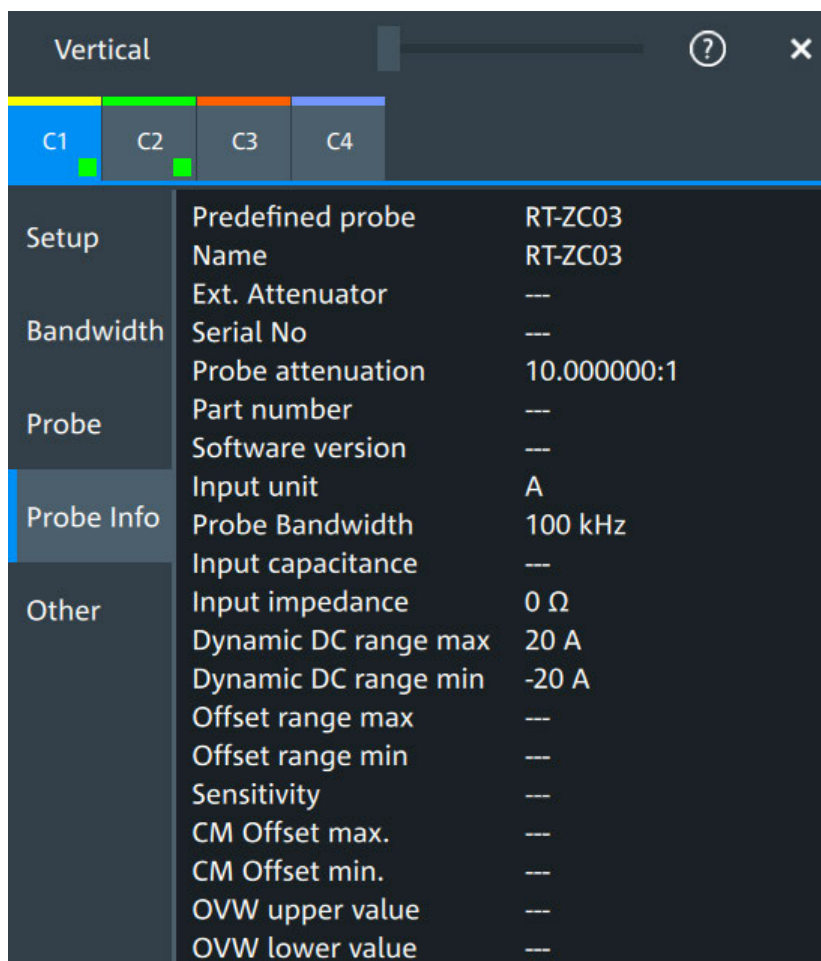 Vertical ? ×
C1 C2 C3 C4
Setup
Bandwidth
Probe
Probe Info
Other
Predefined probe RT-ZC03
Name RT-ZC03
Ext. Attenuator ---
Serial No ---
Probe attenuation 10.000000:1
Part number ---
Software version ---
Input unit A
Probe Bandwidth 100 kHz
Input capacitance ---
Input impedance 0 Ω
Dynamic DC range max 20 A
Dynamic DC range min -20 A
Offset range max ---
Offset range min ---
Sensitivity ---
CM Offset max. ---
CM Offset min. ---
OVW upper value ---
OVW lower value ---